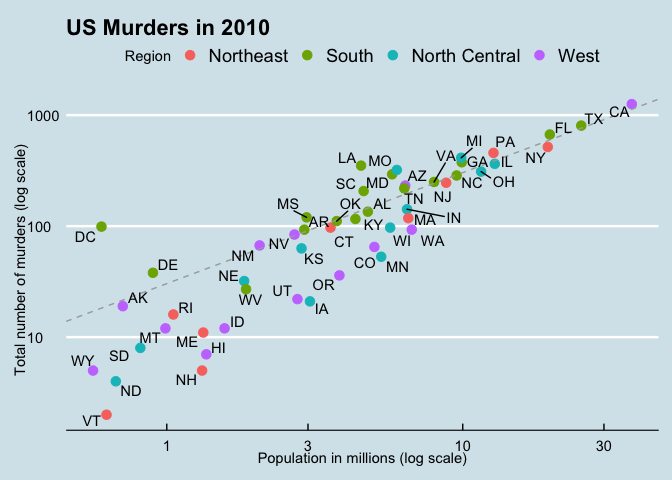 US Murders in 2010
Region Northeast South North Central West
Total number of murders (log scale)
1000
100
10
CA
TX
FL
NY
PA
MI
IL
GA
OH
NC
VA
NJ
LA
MO
MD
SC
AZ
TN
IN
MA
WA
WI
AL
KY
OK
CT
MS
AR
NV
NM
KS
CO
MN
OR
UT
IA
NE
WV
DC
DE
AK
RI
MT
ID
ME
HI
NH
SD
WY
ND
VT
1
3
10
30
Population in millions (log scale)